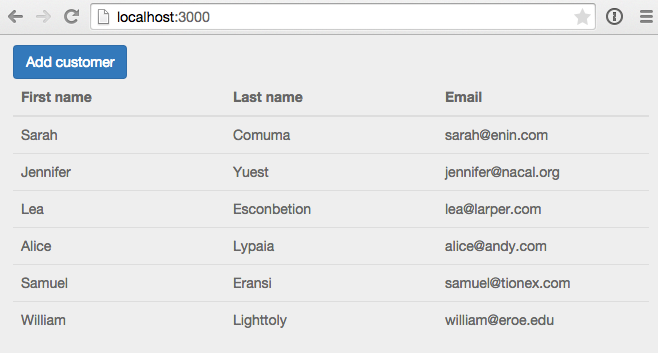 localhost:3000
Add customer
First name Last name Email
Sarah Comuma sarah@enin.com
Jennifer Yuest jennifer@nacal.org
Lea Esconbetion lea@larper.com
Alice Lypaia alice@andy.com
Samuel Eransi samuel@tionex.com
William Lighttoly william@eroe.edu